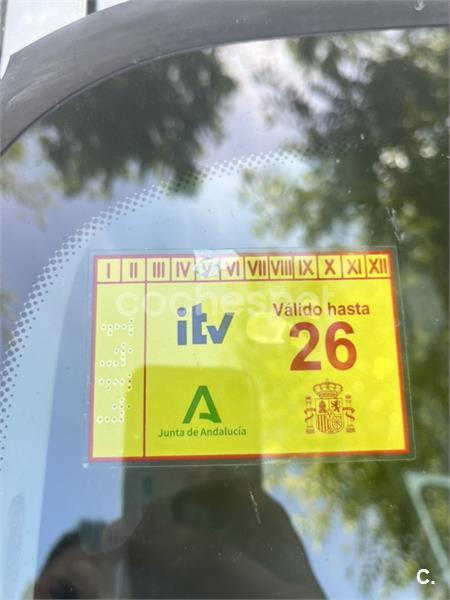 I II III IV V VI VII VIII IX X XI XII
coches.net
itv
Válido hasta
26
Junta de Andalucía
C.